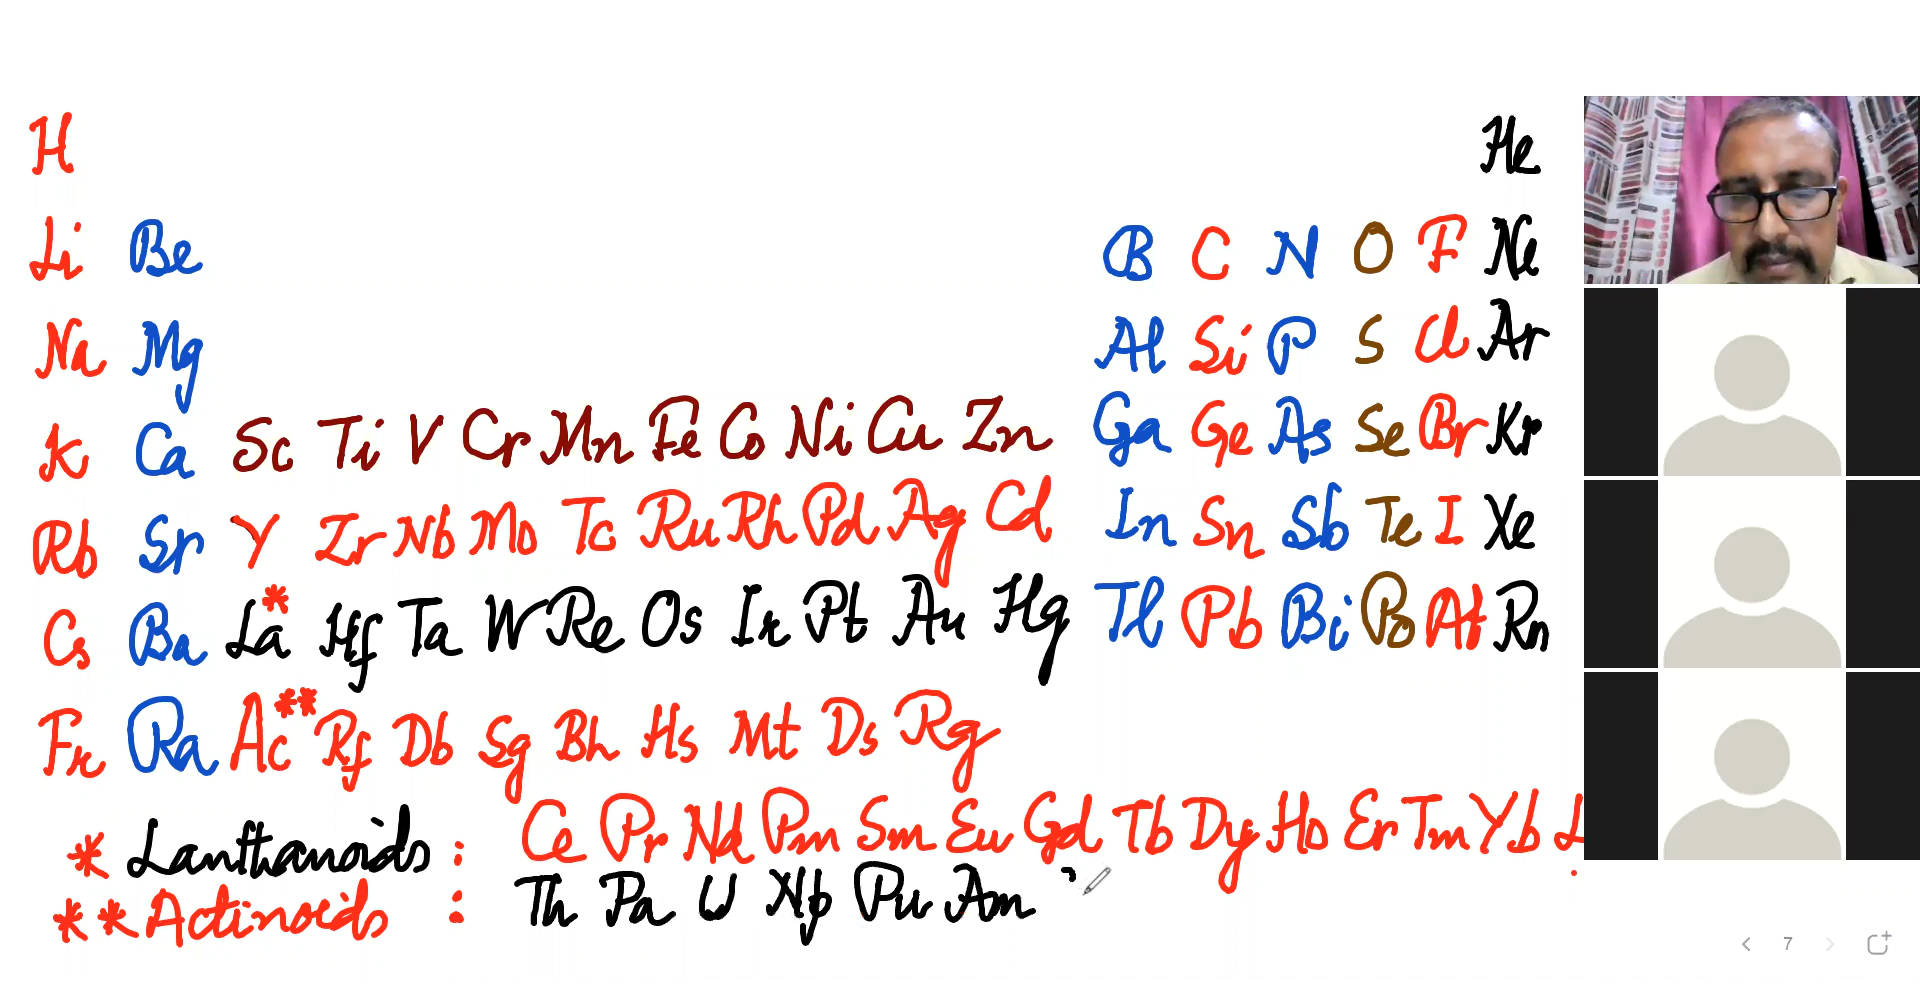 H He
Li Be B C N O F Ne
Na Mg Al Si P S Cl Ar
K Ca Sc Ti V Cr Mn Fe Co Ni Cu Zn Ga Ge As Se Br Kr
Rb Sr Y Zr Nb Mo Tc Ru Rh Pd Ag Cd In Sn Sb Te I Xe
Cs Ba La* Hf Ta W Re Os Ir Pt Au Hg Tl Pb Bi Po At Rn
Fr Ra Ac** Rf Db Sg Bh Hs Mt Ds Rg
* Lanthanoids : Ce Pr Nd Pm Sm Eu Gd Tb Dy Ho Er Tm Yb L
** Actinoids : Th Pa U Np Pu Am
7